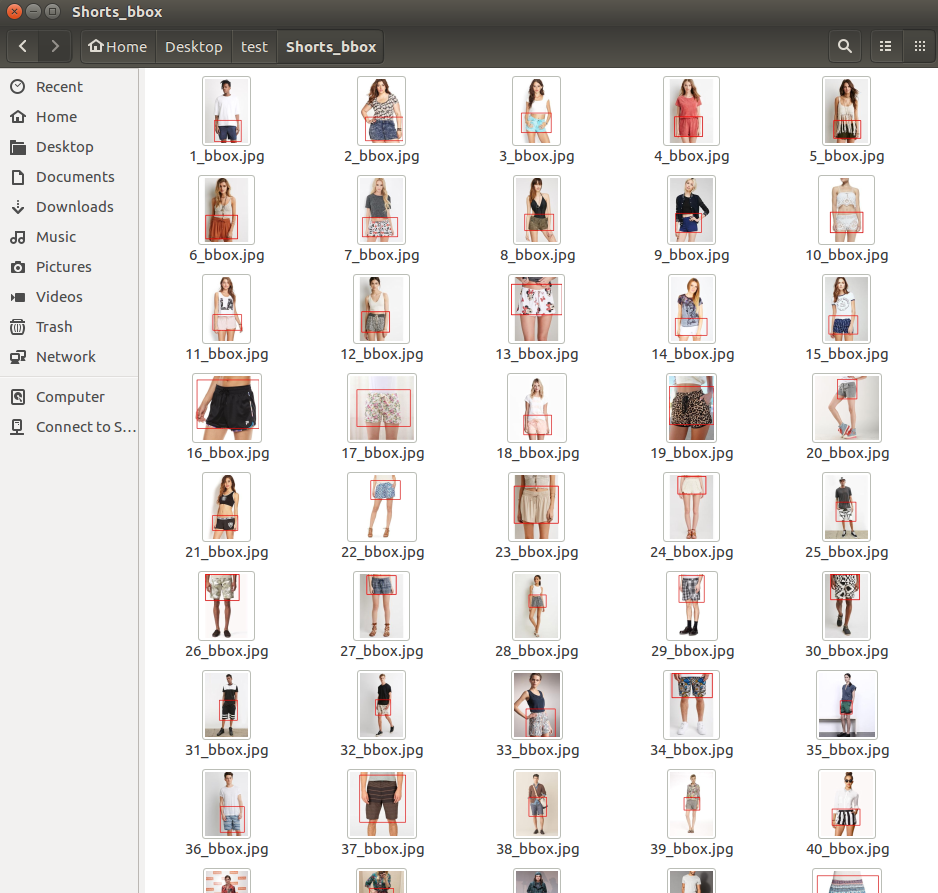 Shorts_bbox
Home Desktop test Shorts_bbox
Recent
Home
Desktop
Documents
Downloads
Music
Pictures
Videos
Trash
Network
Computer
Connect to S...
1_bbox.jpg 2_bbox.jpg 3_bbox.jpg 4_bbox.jpg 5_bbox.jpg
6_bbox.jpg 7_bbox.jpg 8_bbox.jpg 9_bbox.jpg 10_bbox.jpg
11_bbox.jpg 12_bbox.jpg 13_bbox.jpg 14_bbox.jpg 15_bbox.jpg
16_bbox.jpg 17_bbox.jpg 18_bbox.jpg 19_bbox.jpg 20_bbox.jpg
21_bbox.jpg 22_bbox.jpg 23_bbox.jpg 24_bbox.jpg 25_bbox.jpg
26_bbox.jpg 27_bbox.jpg 28_bbox.jpg 29_bbox.jpg 30_bbox.jpg
31_bbox.jpg 32_bbox.jpg 33_bbox.jpg 34_bbox.jpg 35_bbox.jpg
36_bbox.jpg 37_bbox.jpg 38_bbox.jpg 39_bbox.jpg 40_bbox.jpg